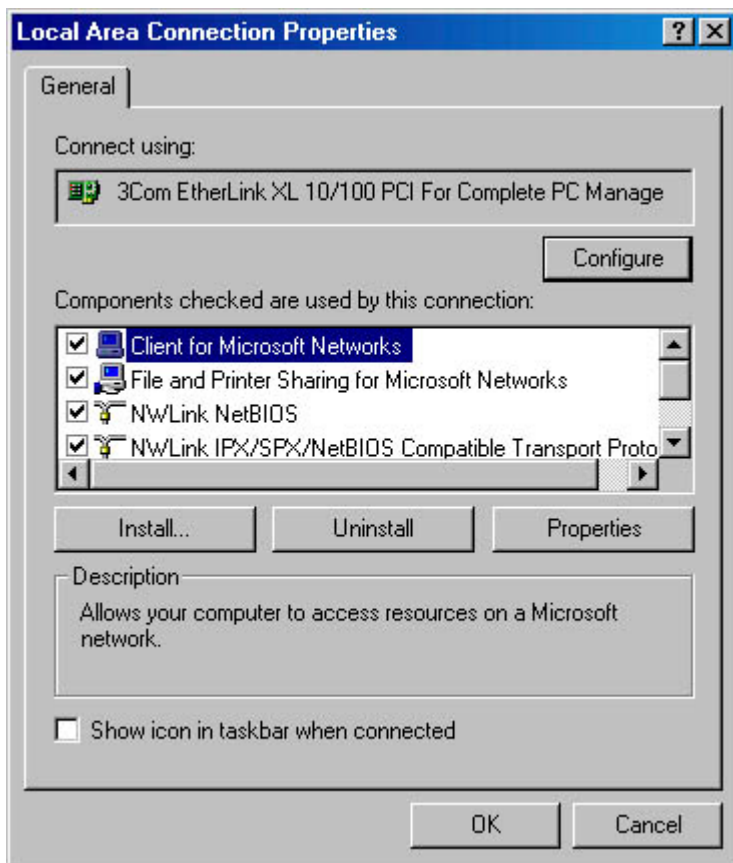 Local Area Connection Properties
General
Connect using:
3Com EtherLink XL 10/100 PCI For Complete PC Manage
Configure
Components checked are used by this connection:
Client for Microsoft Networks
File and Printer Sharing for Microsoft Networks
NWLink NetBIOS
NWLink IPX/SPX/NetBIOS Compatible Transport Proto
Install... Uninstall Properties
Description
Allows your computer to access resources on a Microsoft
network.
Show icon in taskbar when connected
OK Cancel